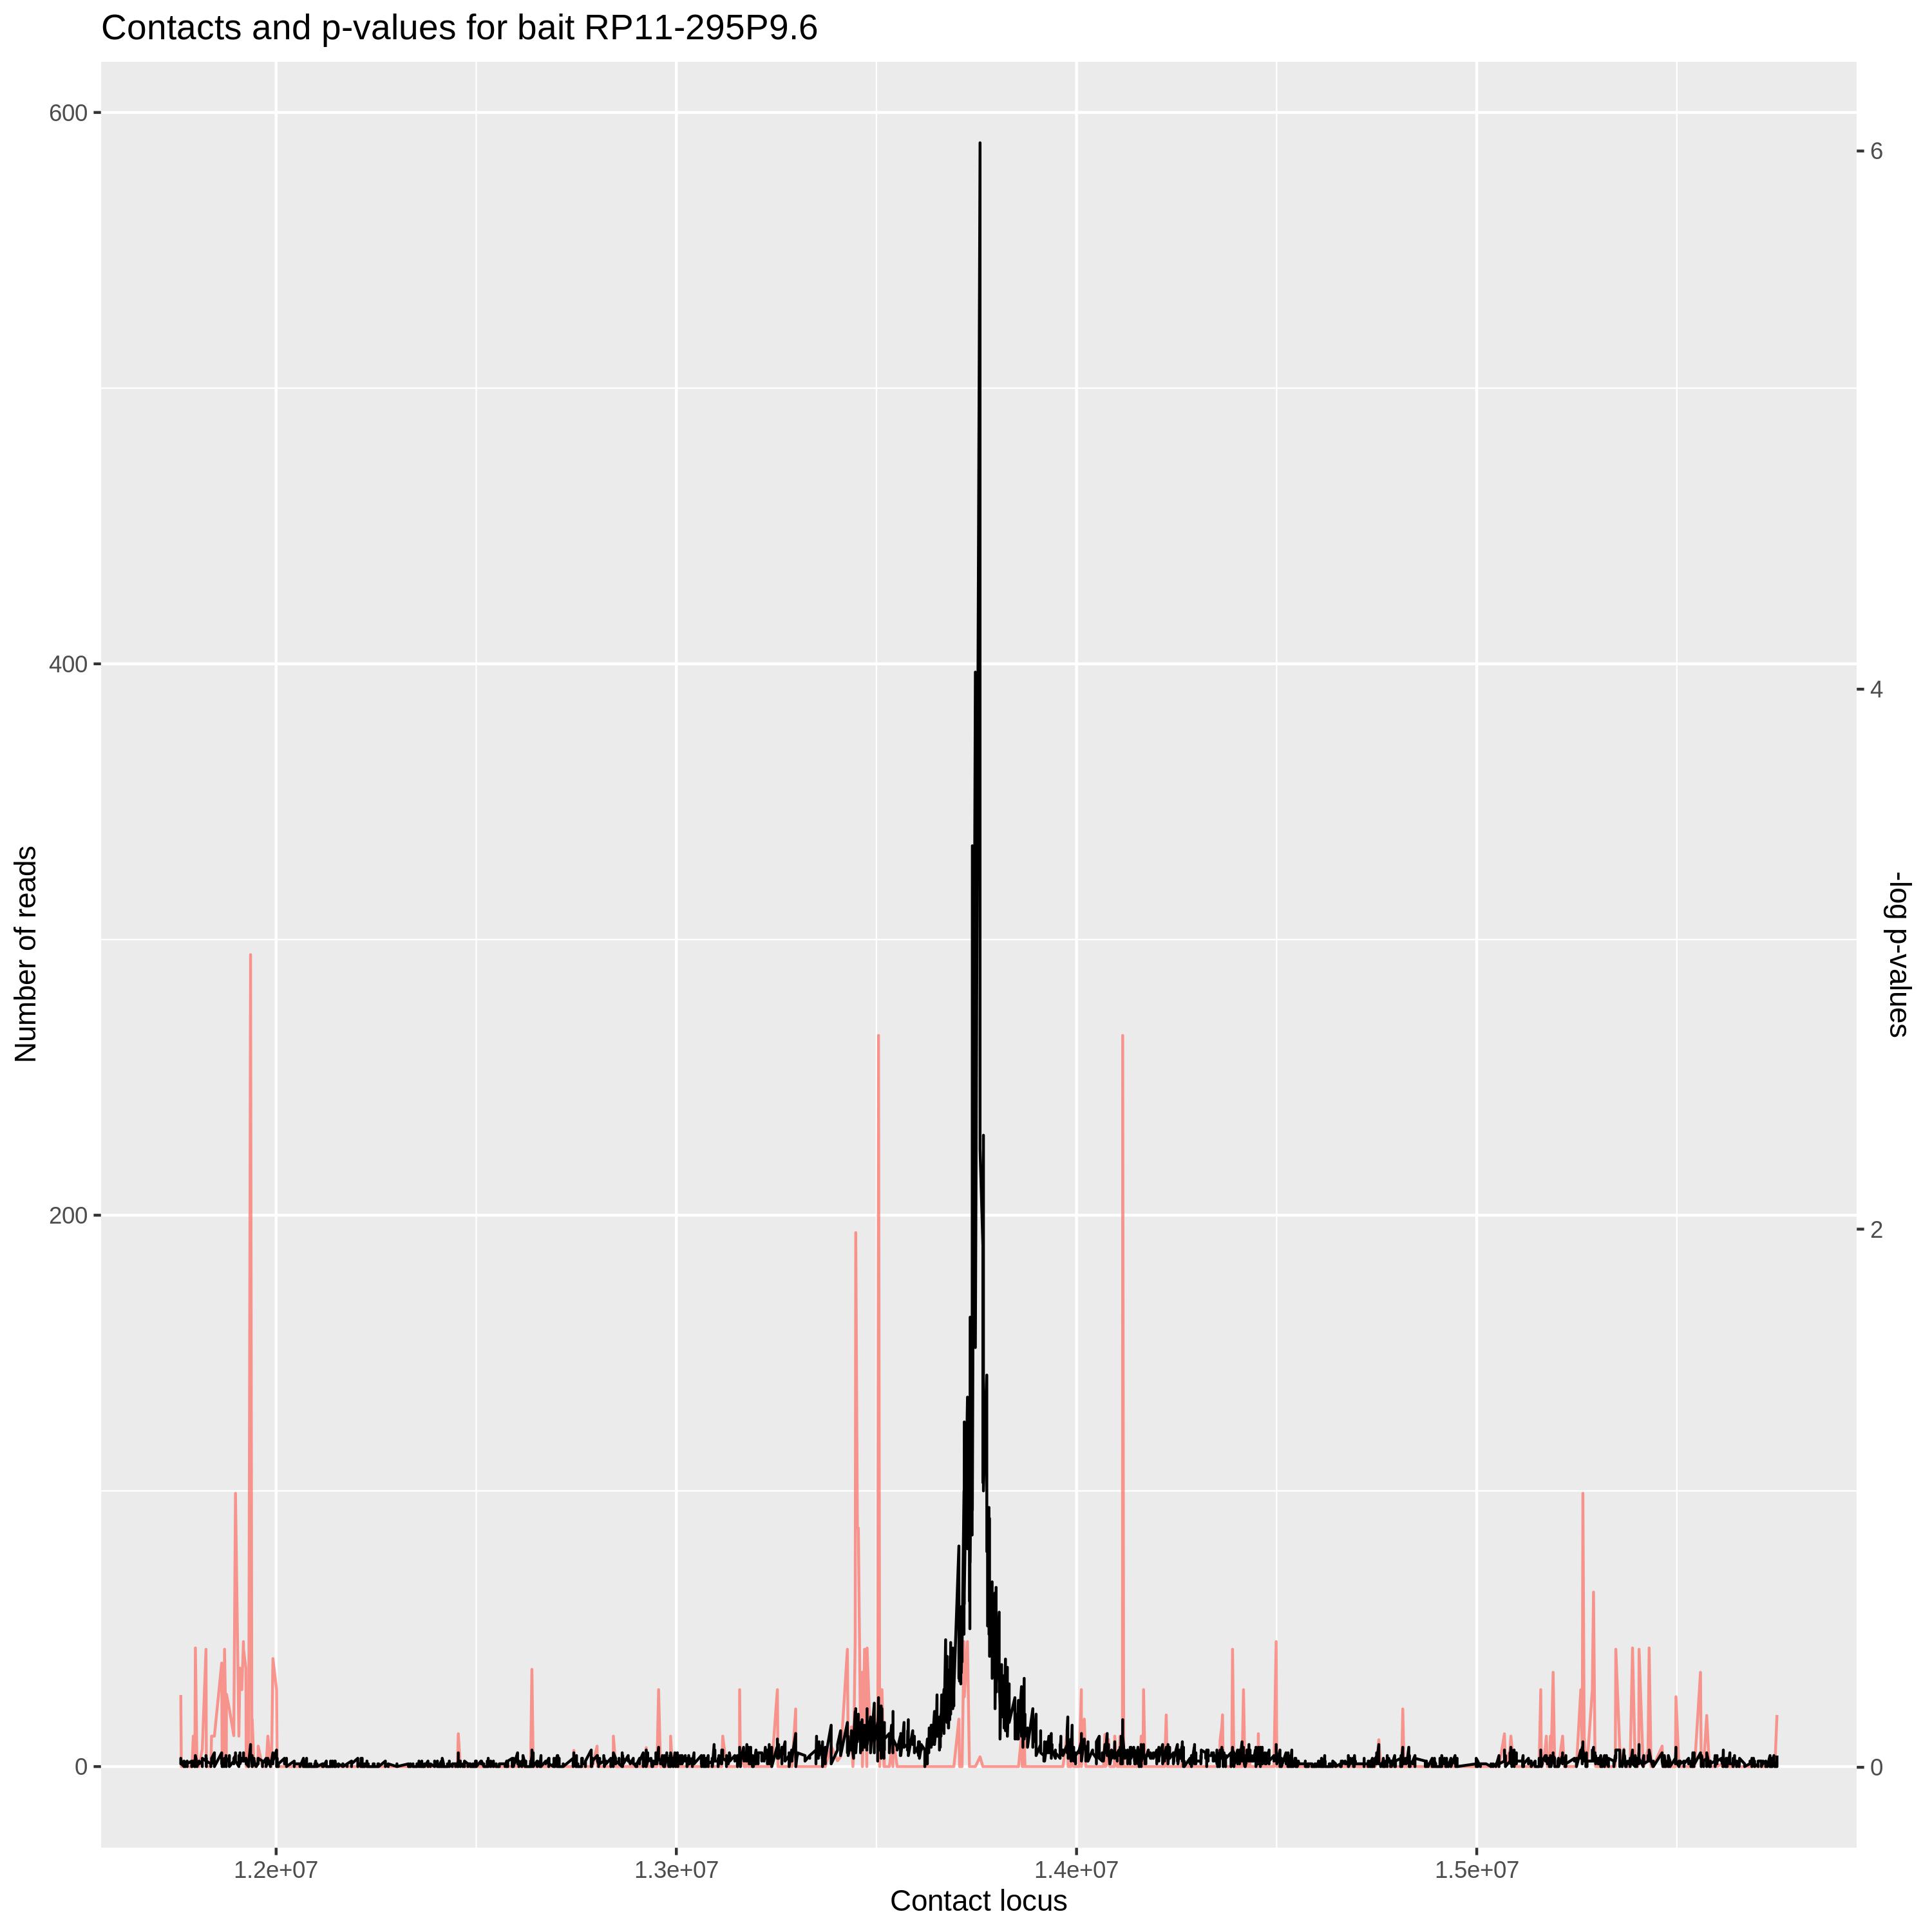 Contacts and p-values for bait RP11-295P9.6
600
400
200
0
Number of reads
6
4
2
0
-log p-values
1.2e+07
1.3e+07
1.4e+07
1.5e+07
Contact locus